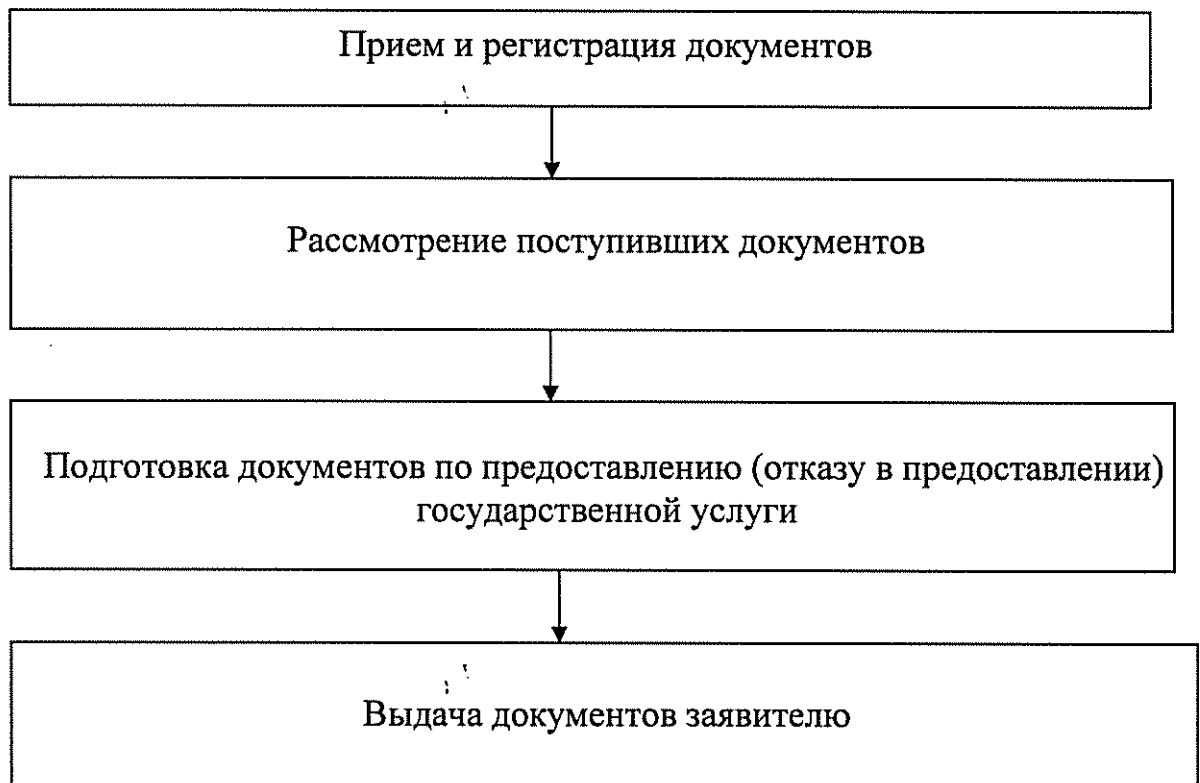 Прием и регистрация документов
Рассмотрение поступивших документов
Подготовка документов по предоставлению (отказу в предоставлении)
государственной услуги
Выдача документов заявителю